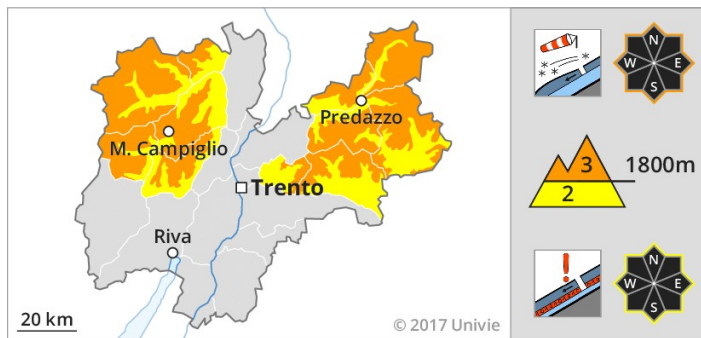 M. Campiglio
Predazzo
Trento
Riva
20 km
© 2017 Univie
N
W E
S
3 1800m
2
N
W E
S